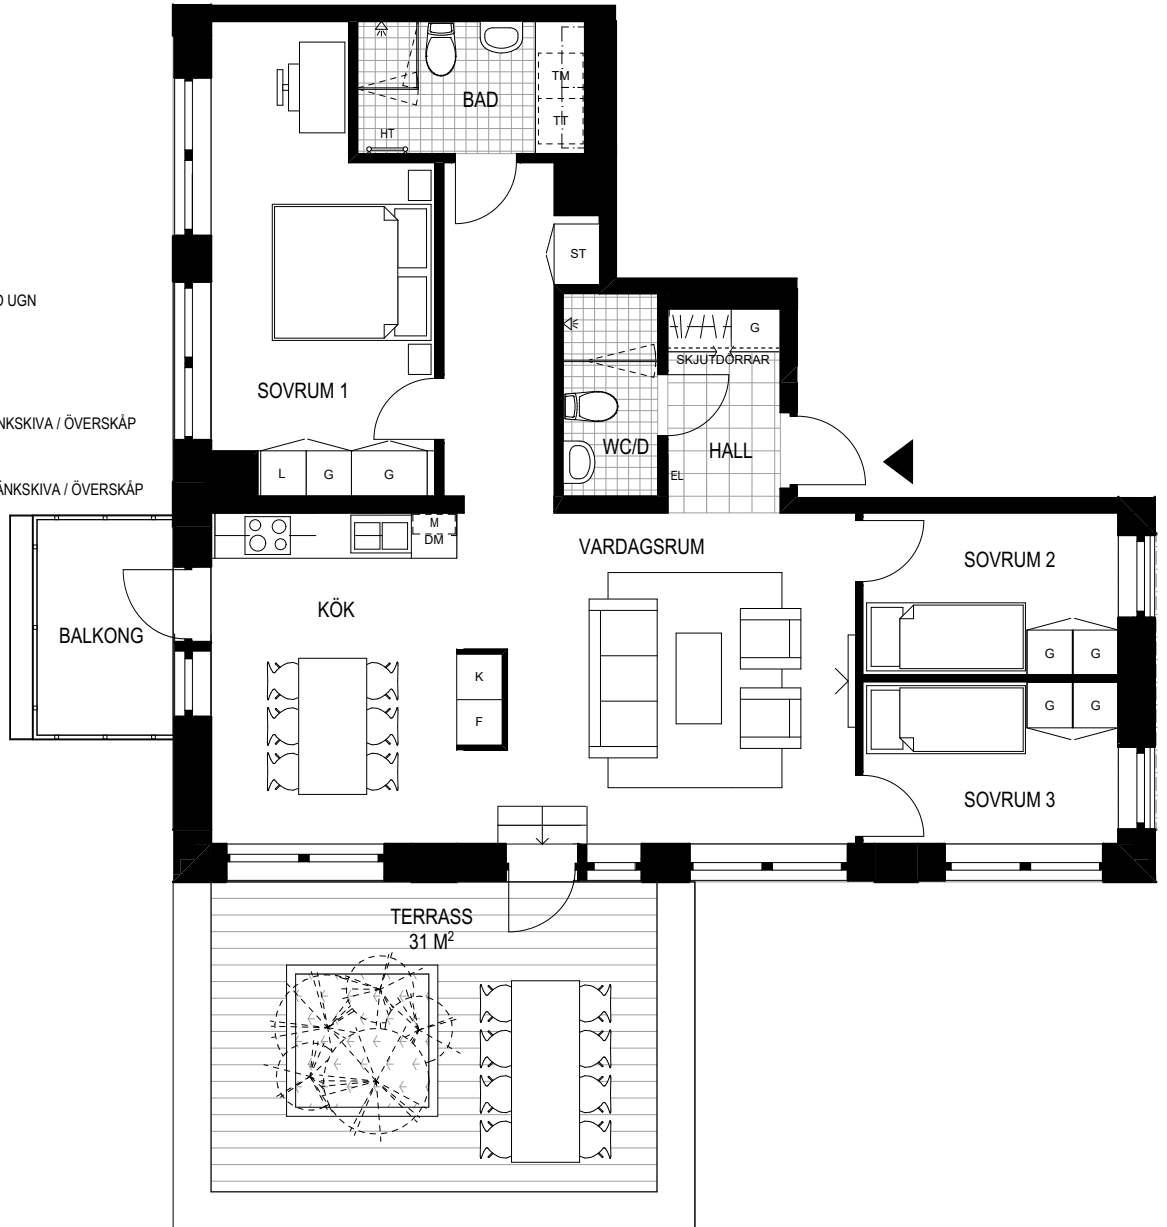 TM
BAD
TT
HT
ST
UGN
G
SKJUTDÖRRAR
SOVRUM 1
NKSKIVA / ÖVERSKÅP
WC/D
HALL
L
G
G
EL
ÄNKSKIVA / ÖVERSKÅP
M
DM
VARDAGSRUM
SOVRUM 2
KÖK
BALKONG
G
G
K
F
G
G
SOVRUM 3
TERRASS
31 M²